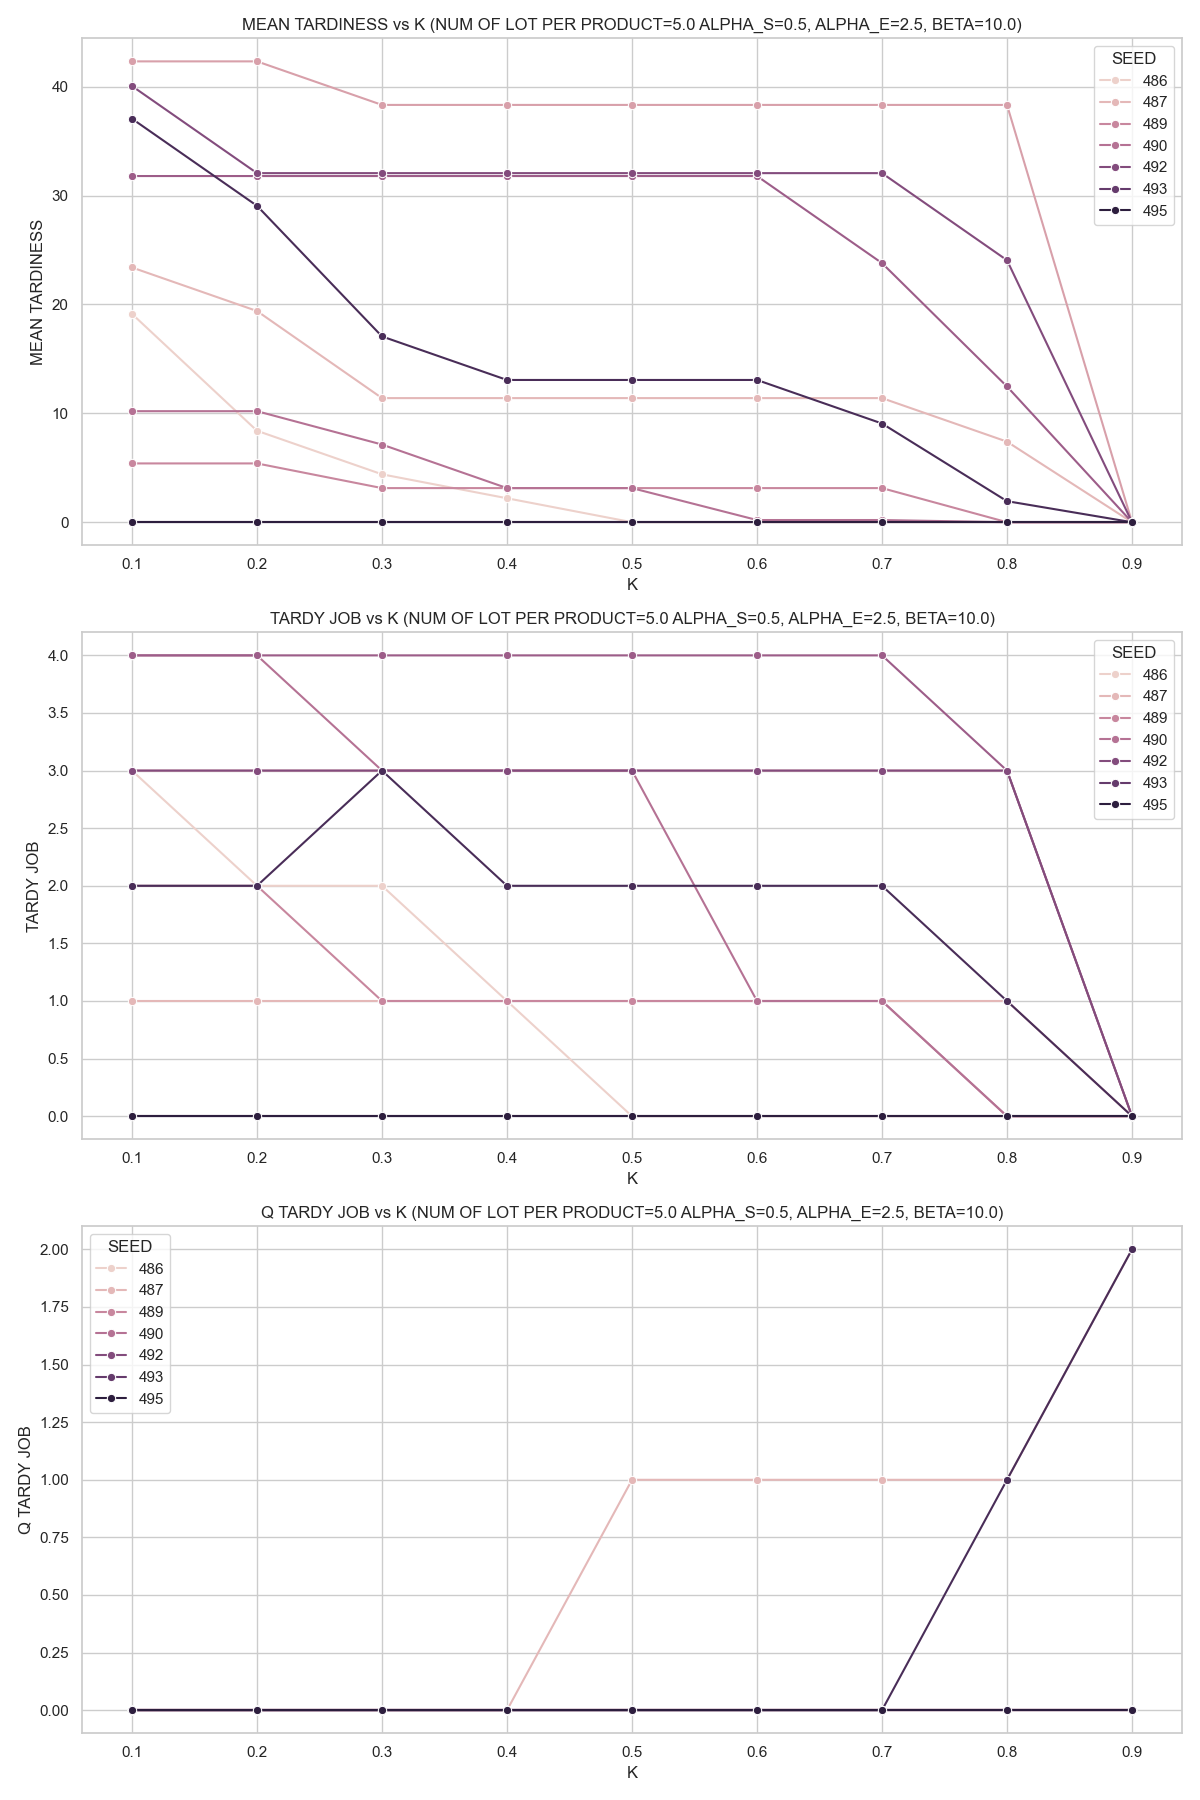 MEAN TARDINESS vs K (NUM OF LOT PER PRODUCT=5.0 ALPHA_S=0.5, ALPHA_E=2.5, BETA=10.0)
SEED
486
487
489
490
492
493
495
40
30
20
10
0
MEAN TARDINESS
0.1 0.2 0.3 0.4 0.5 0.6 0.7 0.8 0.9
K
TARDY JOB vs K (NUM OF LOT PER PRODUCT=5.0 ALPHA_S=0.5, ALPHA_E=2.5, BETA=10.0)
SEED
486
487
489
490
492
493
495
4.0
3.5
3.0
2.5
2.0
1.5
1.0
0.5
0.0
TARDY JOB
0.1 0.2 0.3 0.4 0.5 0.6 0.7 0.8 0.9
K
Q TARDY JOB vs K (NUM OF LOT PER PRODUCT=5.0 ALPHA_S=0.5, ALPHA_E=2.5, BETA=10.0)
SEED
486
487
489
490
492
493
495
2.00
1.75
1.50
1.25
1.00
0.75
0.50
0.25
0.00
Q TARDY JOB
0.1 0.2 0.3 0.4 0.5 0.6 0.7 0.8 0.9
K